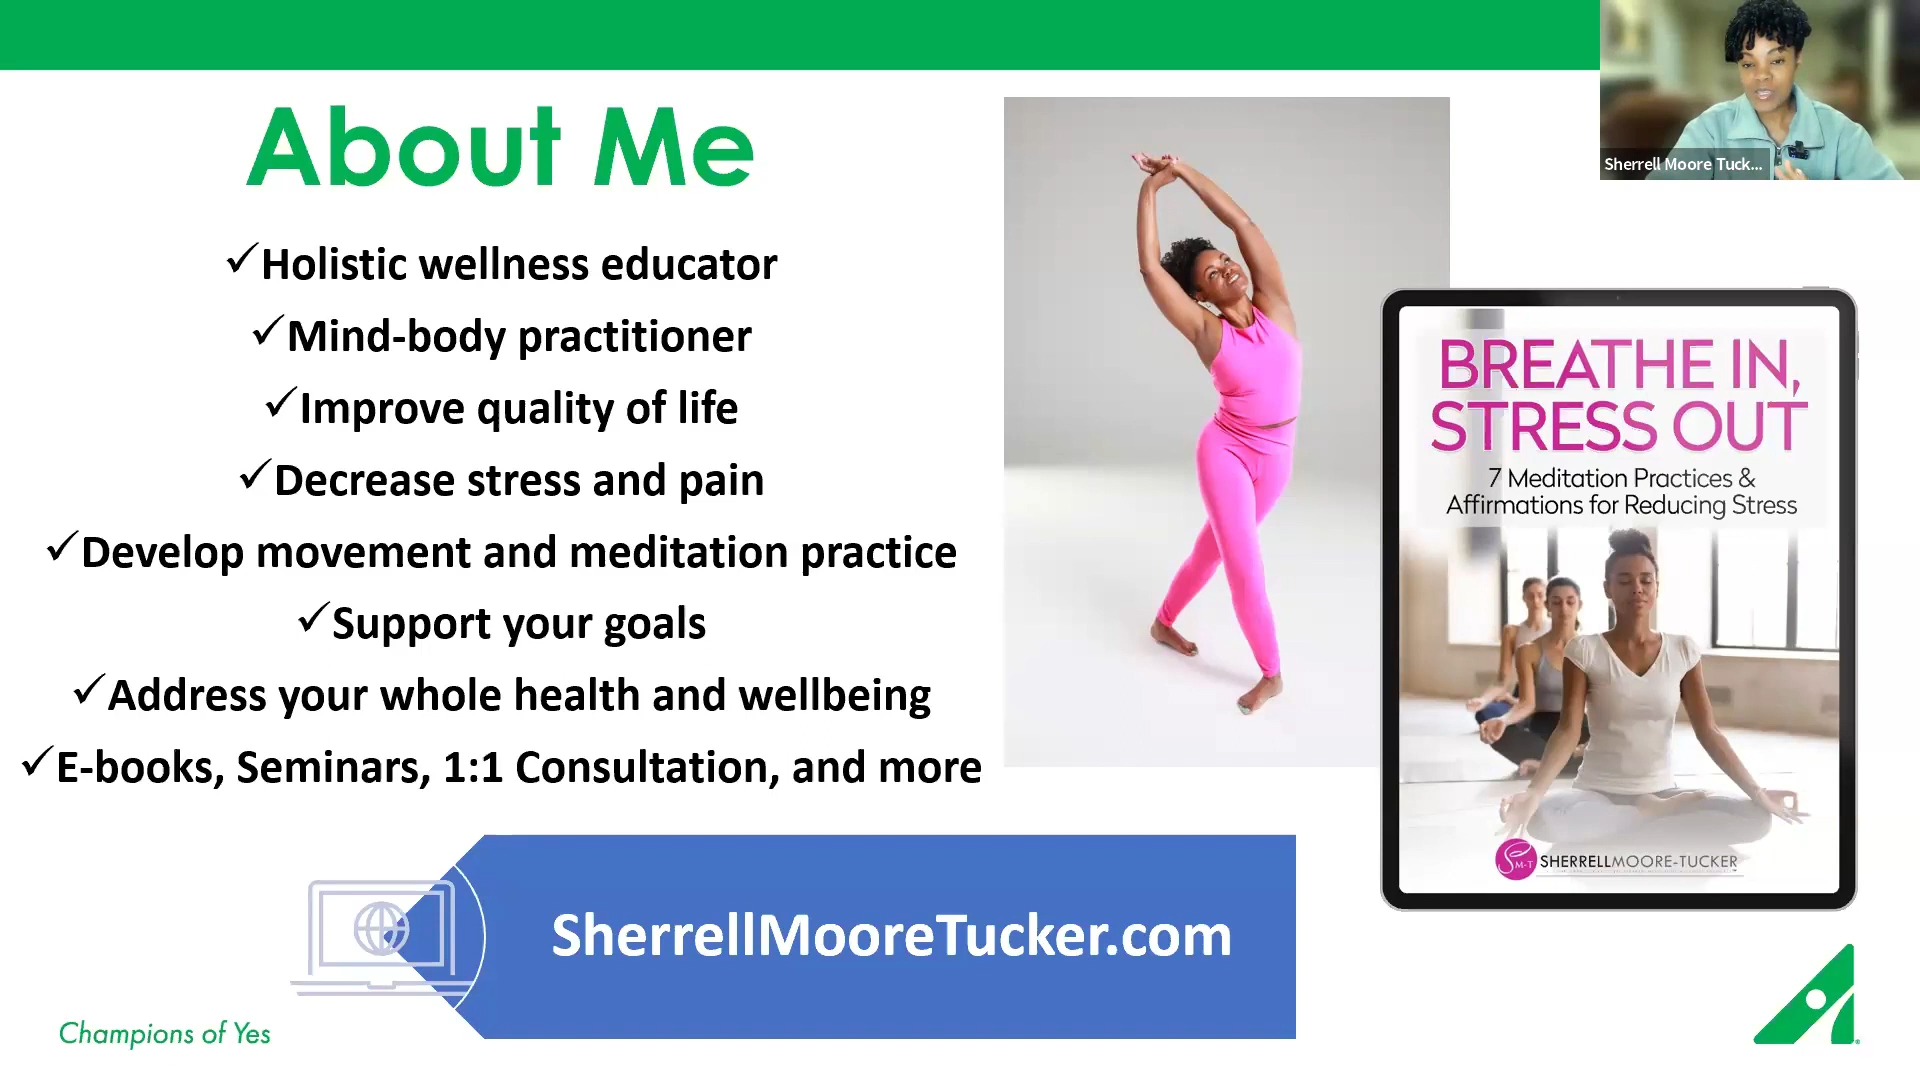 About Me
Holistic wellness educator
Mind-body practitioner
Improve quality of life
Decrease stress and pain
Develop movement and meditation practice
Support your goals
Address your whole health and wellbeing
E-books, Seminars, 1:1 Consultation, and more
SherrellMooreTucker.com
Champions of Yes
Sherrell Moore Tuck...
BREATHE IN,
STRESS OUT
7 Meditation Practices &
Affirmations for Reducing Stress
SM-T SHERRELLMOORE-TUCKER